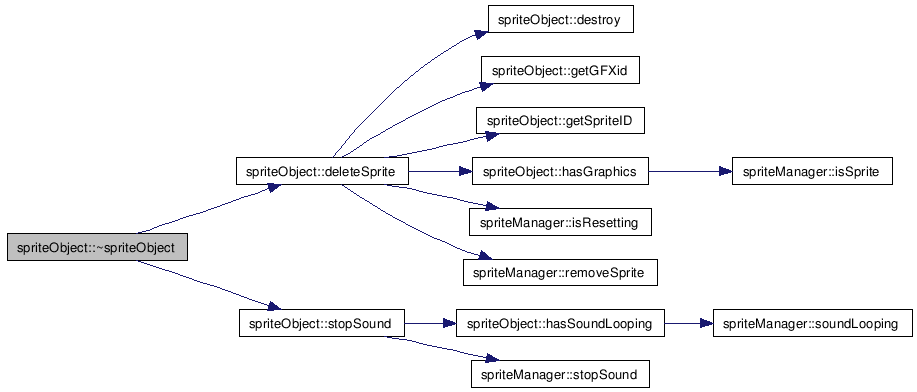 spriteObject::destroy
spriteObject::getGFXid
spriteObject::getSpriteID
spriteObject::deleteSprite
spriteObject::hasGraphics
spriteManager::isSprite
spriteManager::isResetting
spriteObject::~spriteObject
spriteManager::removeSprite
spriteObject::stopSound
spriteObject::hasSoundLooping
spriteManager::soundLooping
spriteManager::stopSound